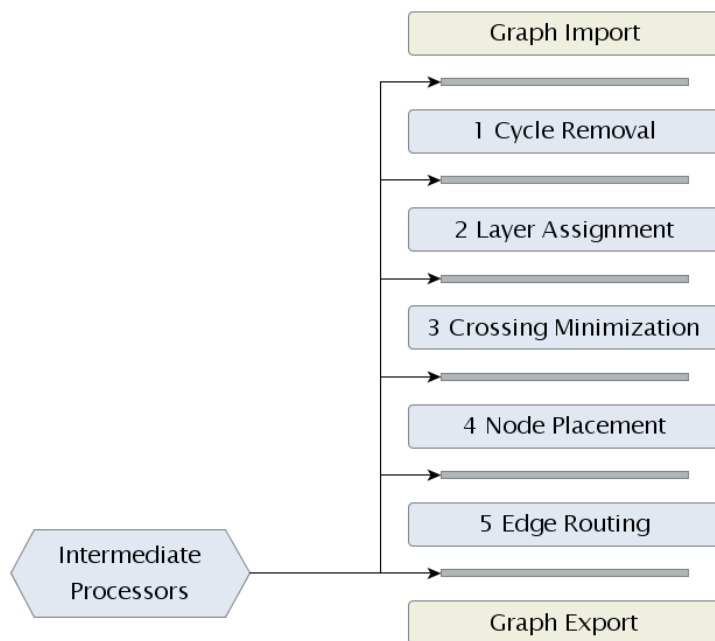 Graph Import
1 Cycle Removal
2 Layer Assignment
3 Crossing Minimization
4 Node Placement
5 Edge Routing
Intermediate
Processors
Graph Export